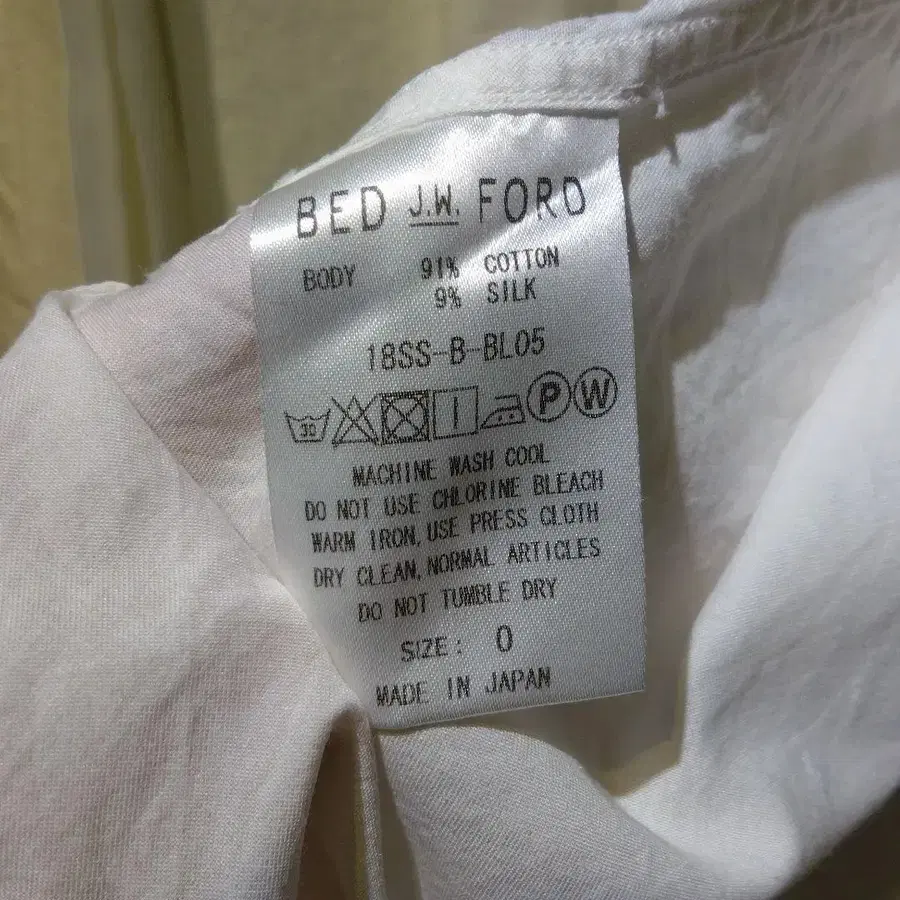 BED J.W. FORD
BODY 91% COTTON
9% SILK
18SS-B-BL05
30 P W
MACHINE WASH COOL
DO NOT USE CHLORINE BLEACH
WARM IRON, USE PRESS CLOTH
DRY CLEAN, NORMAL ARTICLES
DO NOT TUMBLE DRY
SIZE: 0
MADE IN JAPAN